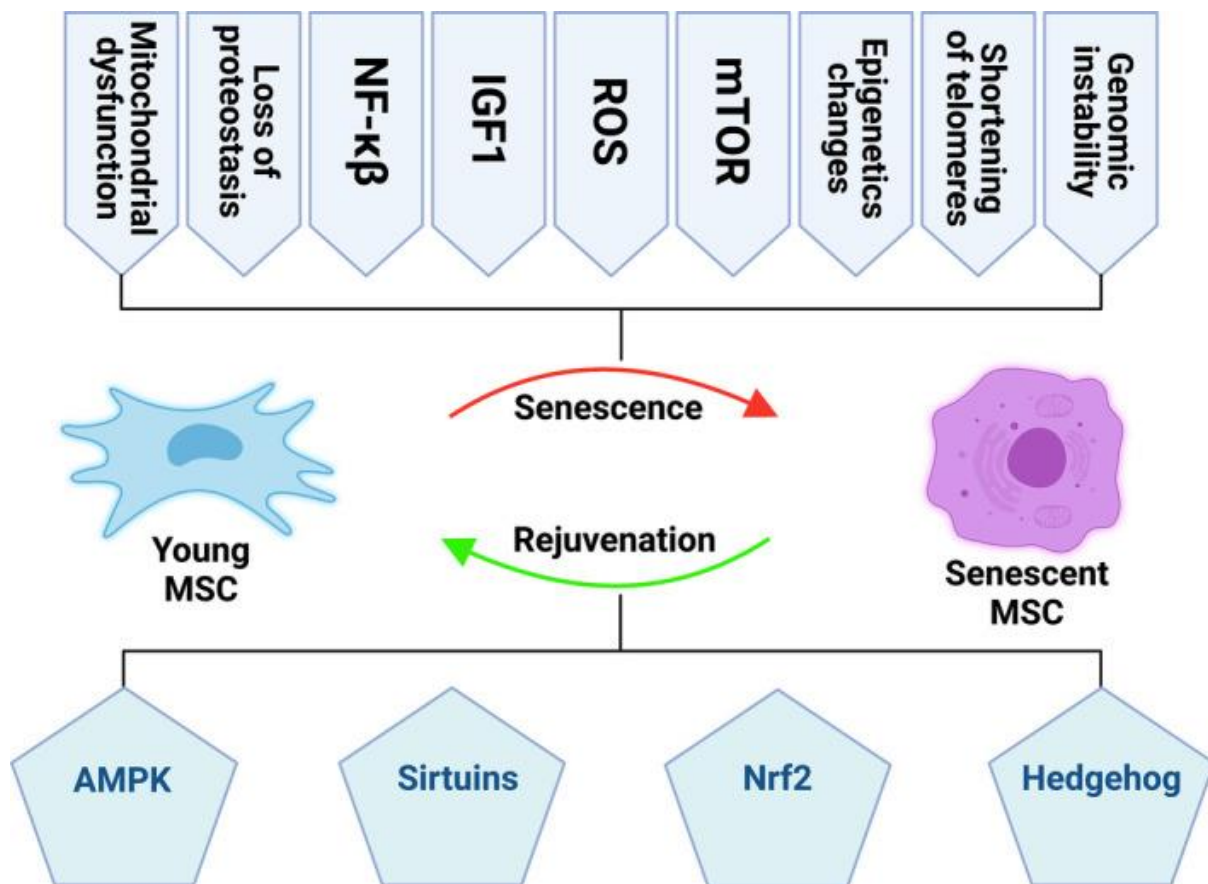 Mitochondrial
dysfunction
Loss of
proteostasis
NF-κβ
IGF1
ROS
mTOR
Epigenetics
changes
Shortening
of telomeres
Genomic
instability
Senescence
Rejuvenation
Young
MSC
Senescent
MSC
AMPK
Sirtuins
Nrf2
Hedgehog